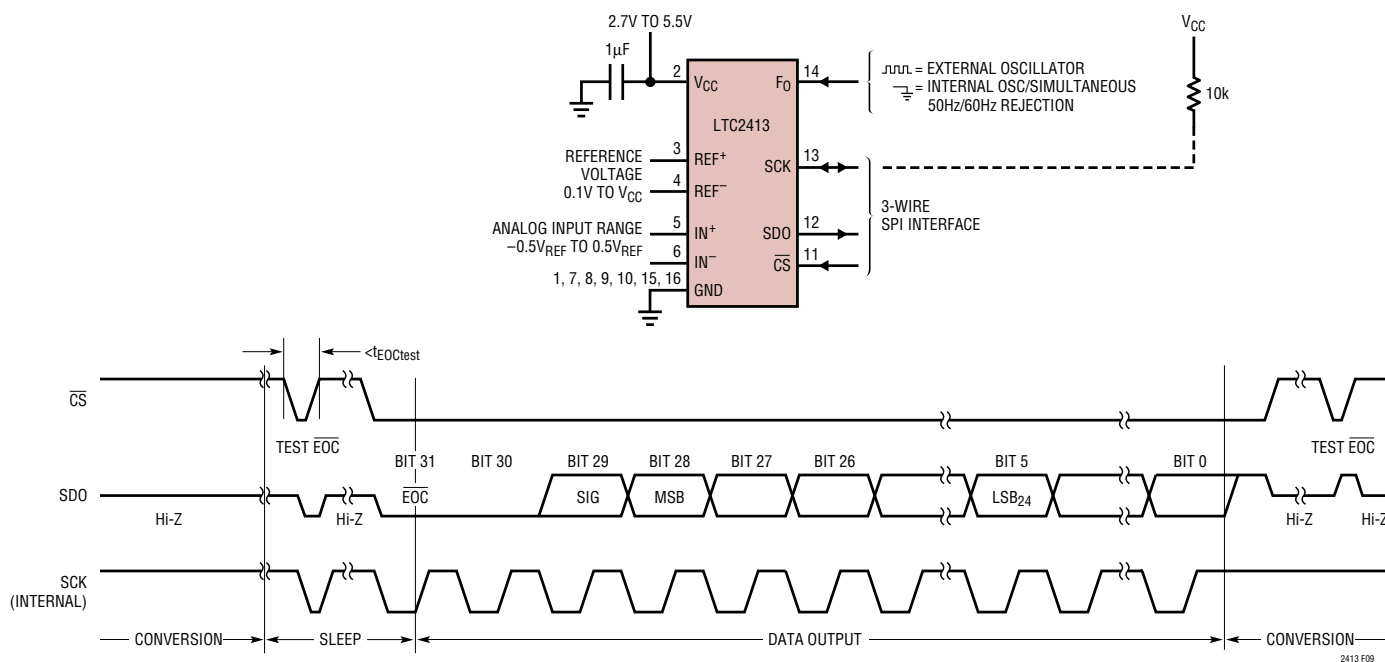 2.7V TO 5.5V
VCC
1µF
2
VCC
FO
14
= EXTERNAL OSCILLATOR
= INTERNAL OSC/SIMULTANEOUS
50Hz/60Hz REJECTION
10k
LTC2413
REFERENCE
VOLTAGE
0.1V TO VCC
3
REF+
SCK
13
4
REF−
3-WIRE
SPI INTERFACE
ANALOG INPUT RANGE
−0.5VREF TO 0.5VREF
5
IN+
SDO
12
6
IN−
CS
11
1, 7, 8, 9, 10, 15, 16
GND
<tEOCtest
CS
TEST EOC
TEST EOC
BIT 31
BIT 30
BIT 29
BIT 28
BIT 27
BIT 26
BIT 5
BIT 0
SDO
EOC
SIG
MSB
LSB24
Hi-Z
Hi-Z
Hi-Z
Hi-Z
SCK
(INTERNAL)
CONVERSION
SLEEP
DATA OUTPUT
CONVERSION
2413 F09